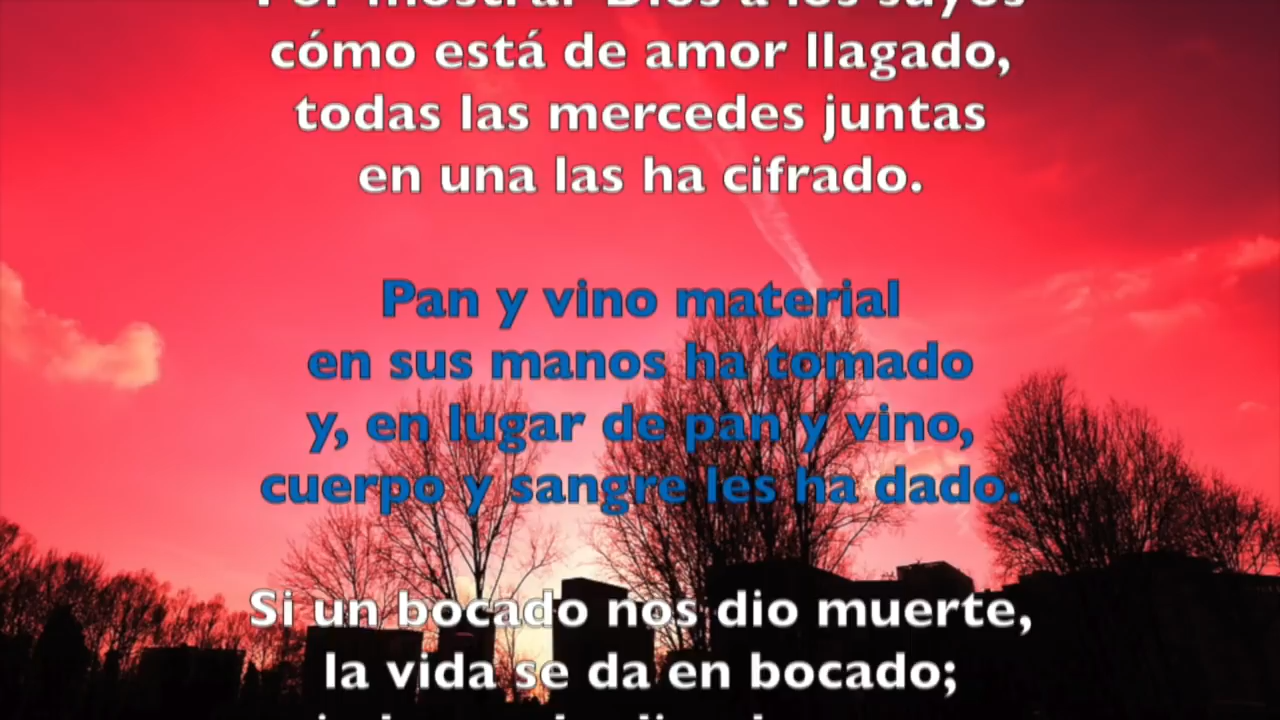 Por mostrar Dios a los suyos
cómo está de amor llagado,
todas las mercedes juntas
en una las ha cifrado.
Pan y vino material
en sus manos ha tomado
y, en lugar de pan y vino,
cuerpo y sangre les ha dado.
Si un bocado nos dio muerte,
la vida se da en bocado;